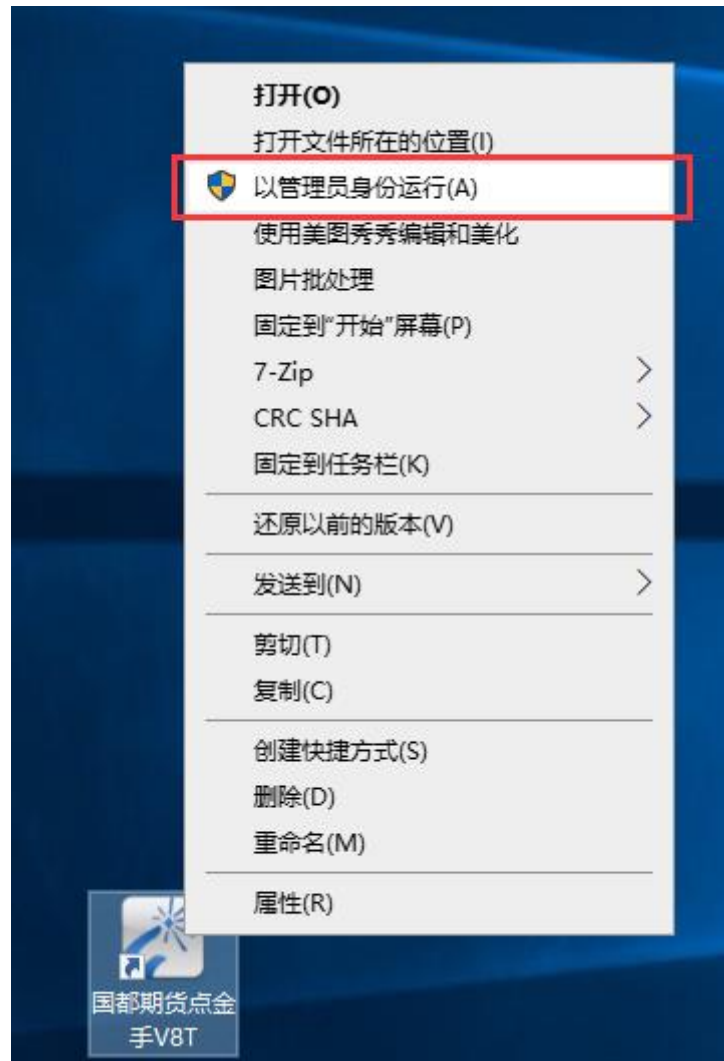 打开(O)
打开文件所在的位置(I)
以管理员身份运行(A)
使用美图秀秀编辑和美化
图片批处理
固定到"开始"屏幕(P)
7-Zip
CRC SHA
固定到任务栏(K)
还原以前的版本(V)
发送到(N)
剪切(T)
复制(C)
创建快捷方式(S)
删除(D)
重命名(M)
属性(R)
国都期货点金
手V8T